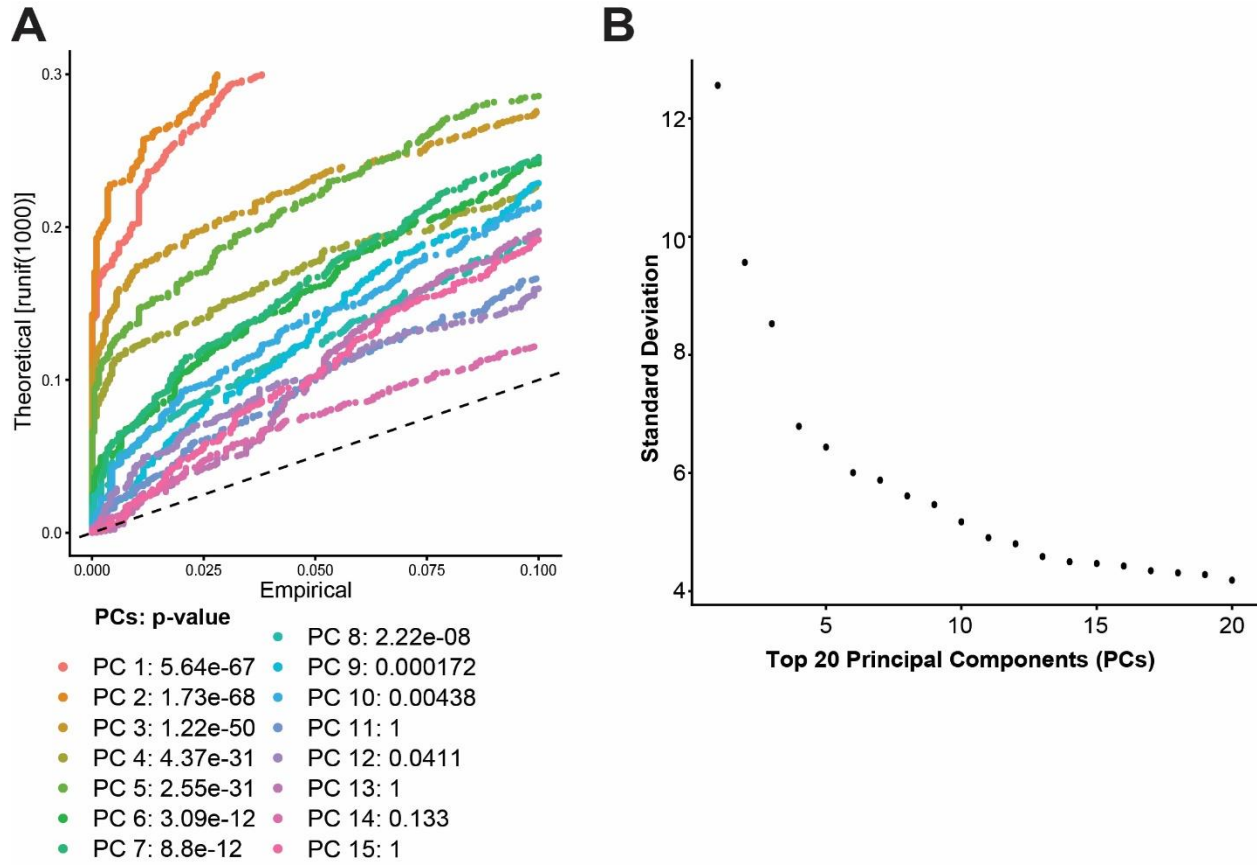 A
Theoretical [runif(1000)]
0.3
0.2
0.1
0.0
0.000
0.025
0.050
0.075
0.100
Empirical
PCs: p-value
PC 1: 5.64e-67
PC 2: 1.73e-68
PC 3: 1.22e-50
PC 4: 4.37e-31
PC 5: 2.55e-31
PC 6: 3.09e-12
PC 7: 8.8e-12
PC 8: 2.22e-08
PC 9: 0.000172
PC 10: 0.00438
PC 11: 1
PC 12: 0.0411
PC 13: 1
PC 14: 0.133
PC 15: 1
B
Standard Deviation
12
10
8
6
4
5
10
15
20
Top 20 Principal Components (PCs)